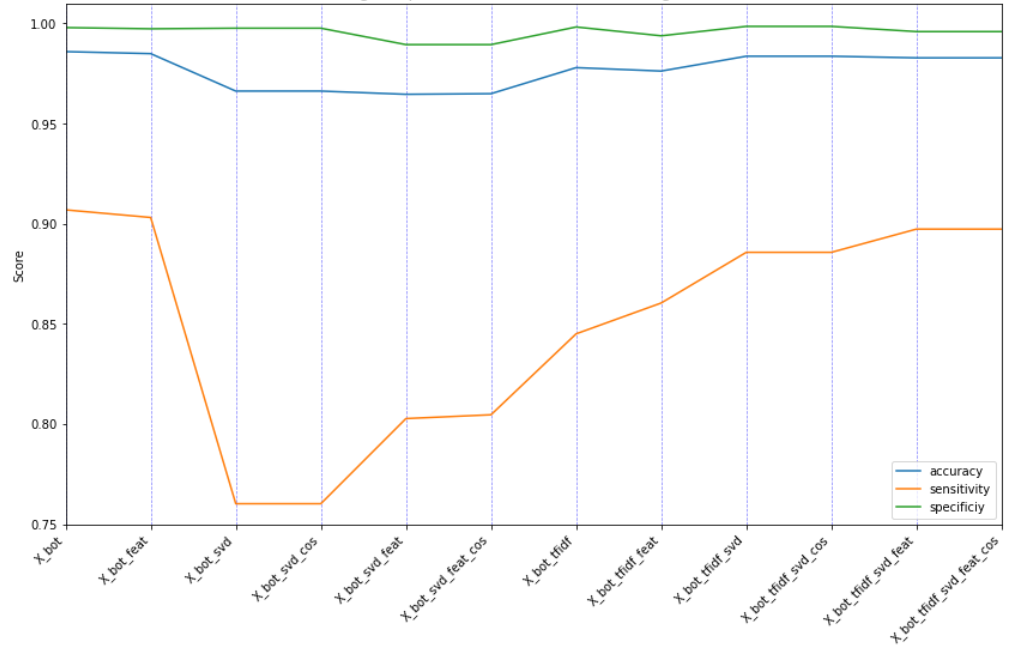 1.00
0.95
0.90
0.85
0.80
0.75
Score
accuracy
sensitivity
specificiy
X_bot
X_bot_feat
X_bot_svd
X_bot_svd_cos
X_bot_svd_feat
X_bot_svd_feat_cos
X_bot_tfidf
X_bot_tfidf_feat
X_bot_tfidf_svd
X_bot_tfidf_svd_cos
X_bot_tfidf_svd_feat
X_bot_tfidf_svd_feat_cos